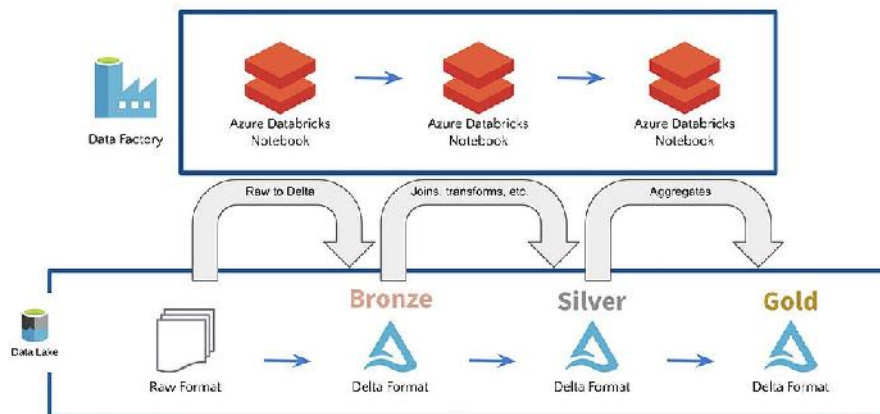 Data Factory
Azure Databricks
Notebook
Azure Databricks
Notebook
Azure Databricks
Notebook
Raw to Delta
Joins, transforms, etc.
Aggregates
Data Lake
Bronze
Silver
Gold
Raw Format
Delta Format
Delta Format
Delta Format